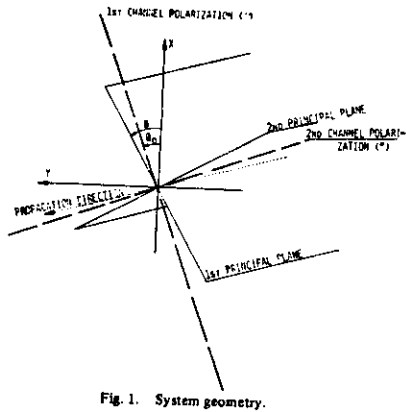 1ST CHANNEL POLARIZATION (')
X
θ
θ₀
2ND PRINCIPAL PLANE
2ND CHANNEL POLARI-
ZATION (")
Y
PROPAGATION DIRECTION
1ST PRINCIPAL PLANE
Fig. 1. System geometry.